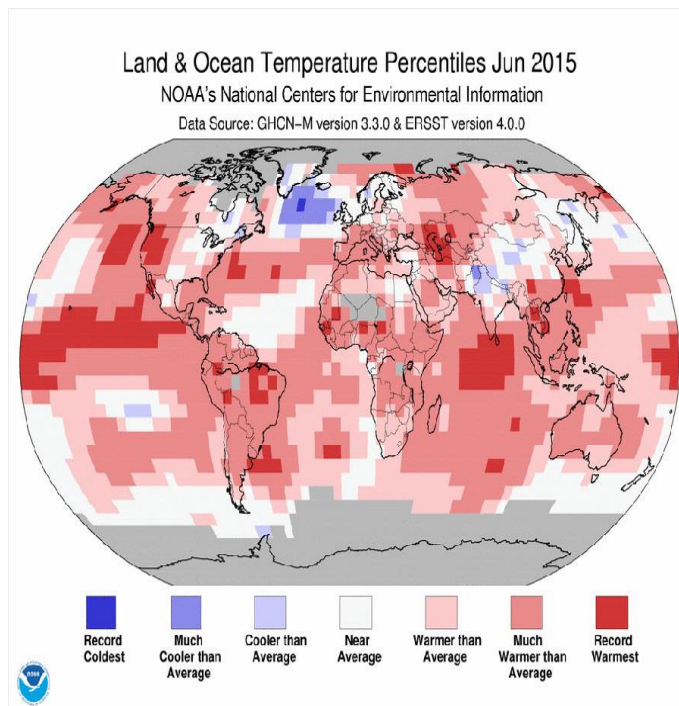 Land & Ocean Temperature Percentiles Jun 2015
NOAA's National Centers for Environmental Information
Data Source: GHCN–M version 3.3.0 & ERSST version 4.0.0
Record
Coldest
Much
Cooler than
Average
Cooler than
Average
Near
Average
Warmer than
Average
Much
Warmer than
Average
Record
Warmest
NOAA